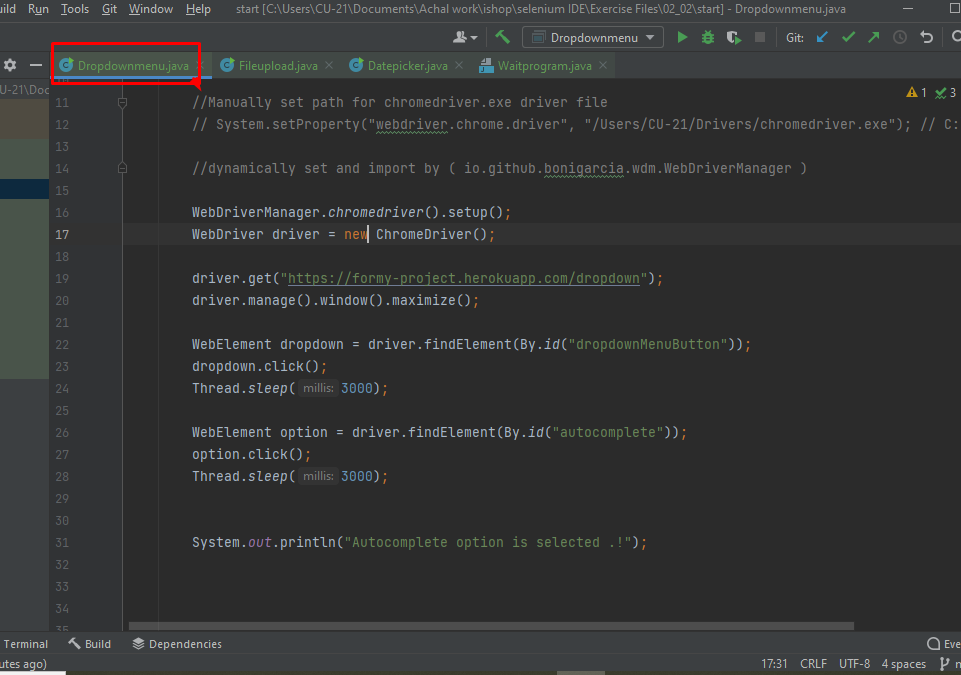 uild Run Tools Git Window Help start [C:\Users\CU-21\Documents\Achal work\ishop\selenium IDE\Exercise Files\02_02\start] - Dropdownmenu.java
Dropdownmenu Git:
Dropdownmenu.java Fileupload.java Datepicker.java Waitprogram.java
U-21\Doc
1 3
11 //Manually set path for chromedriver.exe driver file
12 // System.setProperty("webdriver.chrome.driver", "/Users/CU-21/Drivers/chromedriver.exe"); // C:
13
14 //dynamically set and import by ( io.github.bonigarcia.wdm.WebDriverManager )
15
16 WebDriverManager.chromedriver().setup();
17 WebDriver driver = new ChromeDriver();
18
19 driver.get("https://formy-project.herokuapp.com/dropdown");
20 driver.manage().window().maximize();
21
22 WebElement dropdown = driver.findElement(By.id("dropdownMenuButton"));
23 dropdown.click();
24 Thread.sleep( millis: 3000);
25
26 WebElement option = driver.findElement(By.id("autocomplete"));
27 option.click();
28 Thread.sleep( millis: 3000);
29
30
31 System.out.println("Autocomplete option is selected .!");
32
33
34
35
Terminal Build Dependencies Eve
utes ago) 17:31 CRLF UTF-8 4 spaces